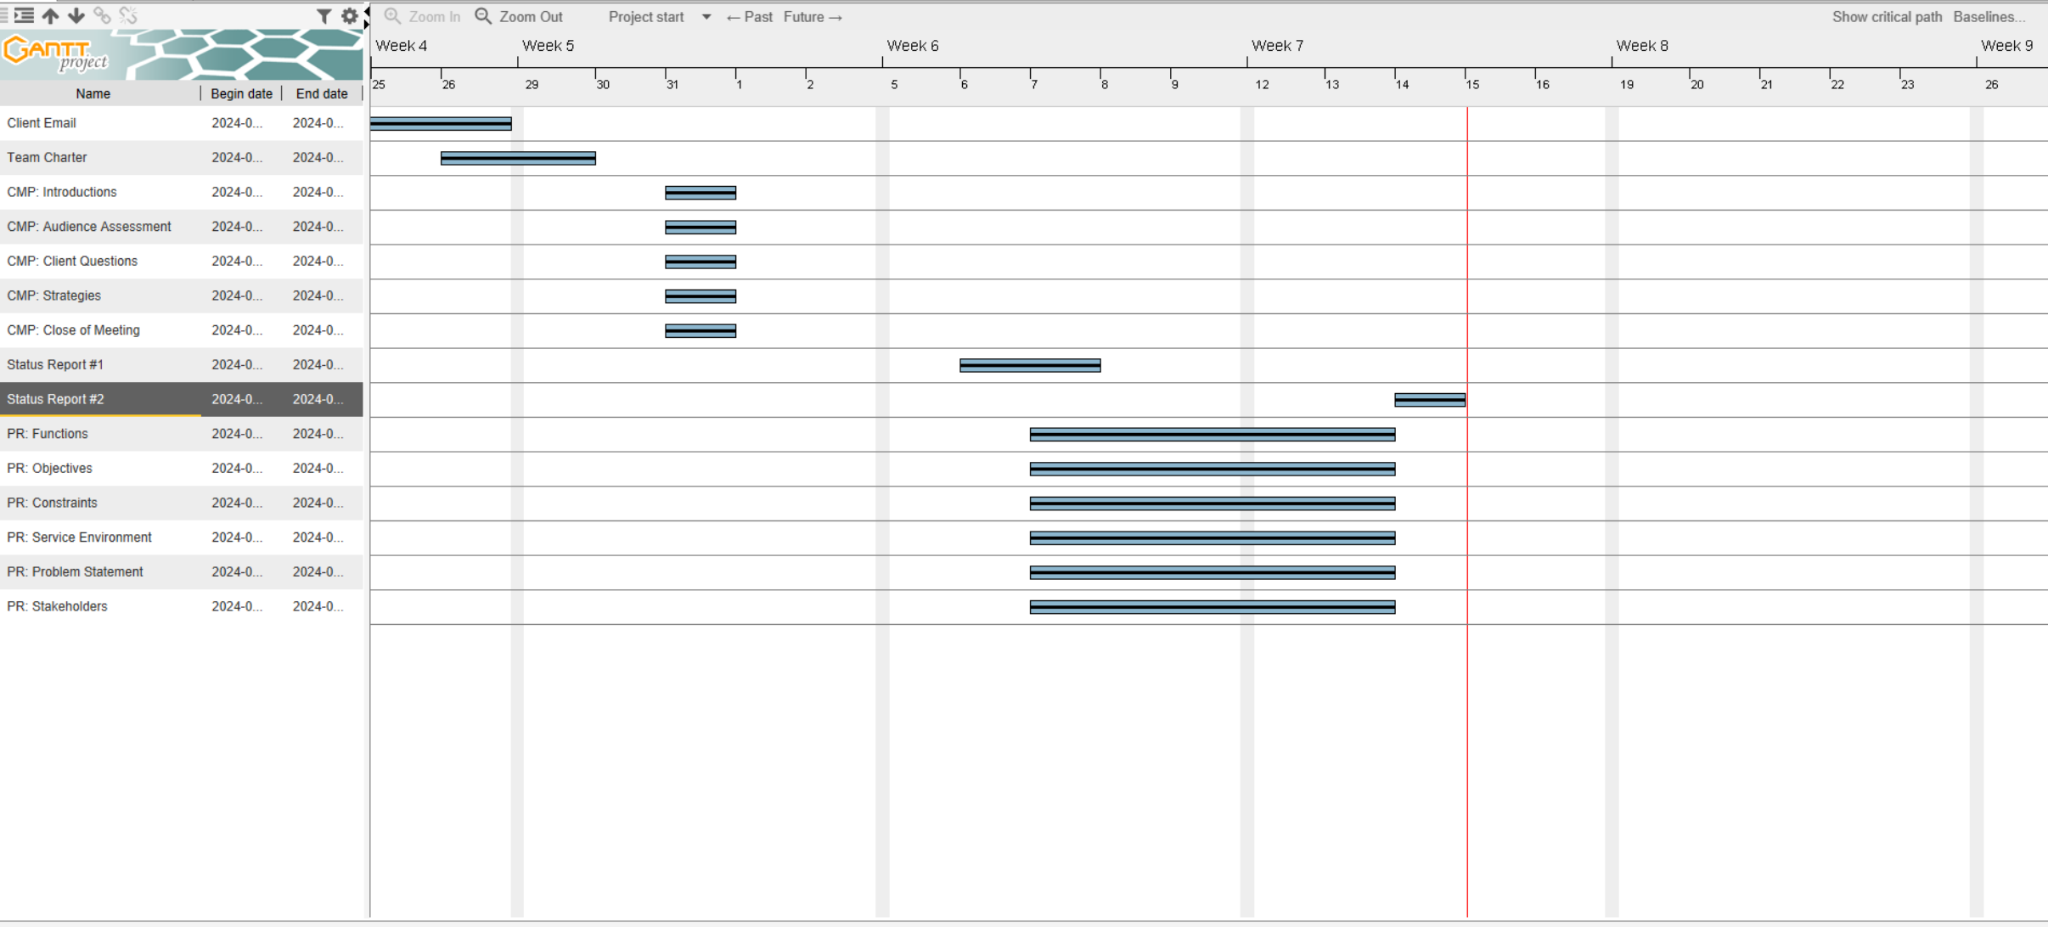 Zoom In Zoom Out Project start ← Past Future → Show critical path Baselines...
GANTT project
Week 4 Week 5 Week 6 Week 7 Week 8 Week 9
25 26 29 30 31 1 2 5 6 7 8 9 12 13 14 15 16 19 20 21 22 23 26
Name Begin date End date
Client Email 2024-0... 2024-0...
Team Charter 2024-0... 2024-0...
CMP: Introductions 2024-0... 2024-0...
CMP: Audience Assessment 2024-0... 2024-0...
CMP: Client Questions 2024-0... 2024-0...
CMP: Strategies 2024-0... 2024-0...
CMP: Close of Meeting 2024-0... 2024-0...
Status Report #1 2024-0... 2024-0...
Status Report #2 2024-0... 2024-0...
PR: Functions 2024-0... 2024-0...
PR: Objectives 2024-0... 2024-0...
PR: Constraints 2024-0... 2024-0...
PR: Service Environment 2024-0... 2024-0...
PR: Problem Statement 2024-0... 2024-0...
PR: Stakeholders 2024-0... 2024-0...